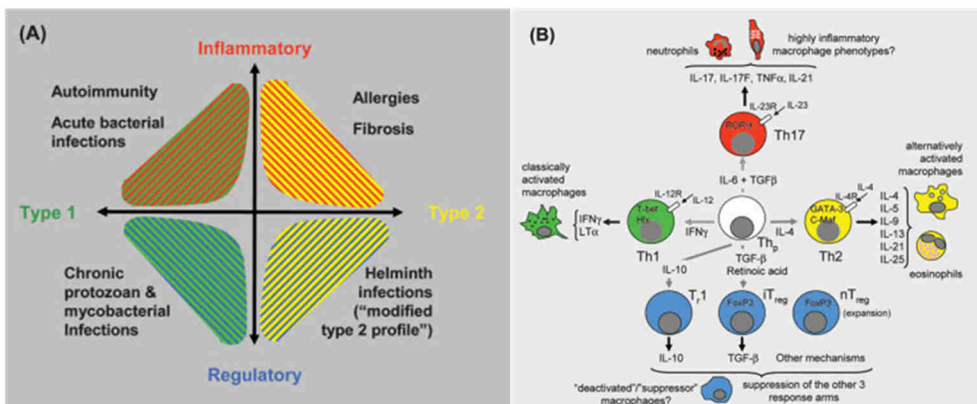 (A)
Inflammatory
Autoimmunity
Acute bacterial
infections
Allergies
Fibrosis
Type 1
Type 2
Chronic
protozoan &
mycobacterial
Infections
Helminth
infections
("modified
type 2 profile")
Regulatory
(B)
neutrophils
highly inflammatory
macrophage phenotypes?
IL-17, IL-17F, TNFα, IL-21
IL-23R
IL-23
Th17
classically
activated
macrophages
IL-6 + TGFβ
alternatively
activated
macrophages
IFNγ
LTα
IL-12R
IL-12
T-bet
Hlx
Th1
IFNγ
Thp
IL-4
GATA-3
C-Maf
IL-4R
IL-4
Th2
IL-4
IL-5
IL-9
IL-13
IL-21
IL-25
eosinophils
IL-10
TGF-β
Retinoic acid
Tr1
FoxP3
iTreg
FoxP3
nTreg
(expansion)
IL-10
TGF-β
Other mechanisms
"deactivated"/"suppressor"
macrophages?
suppression of the other 3
response arms